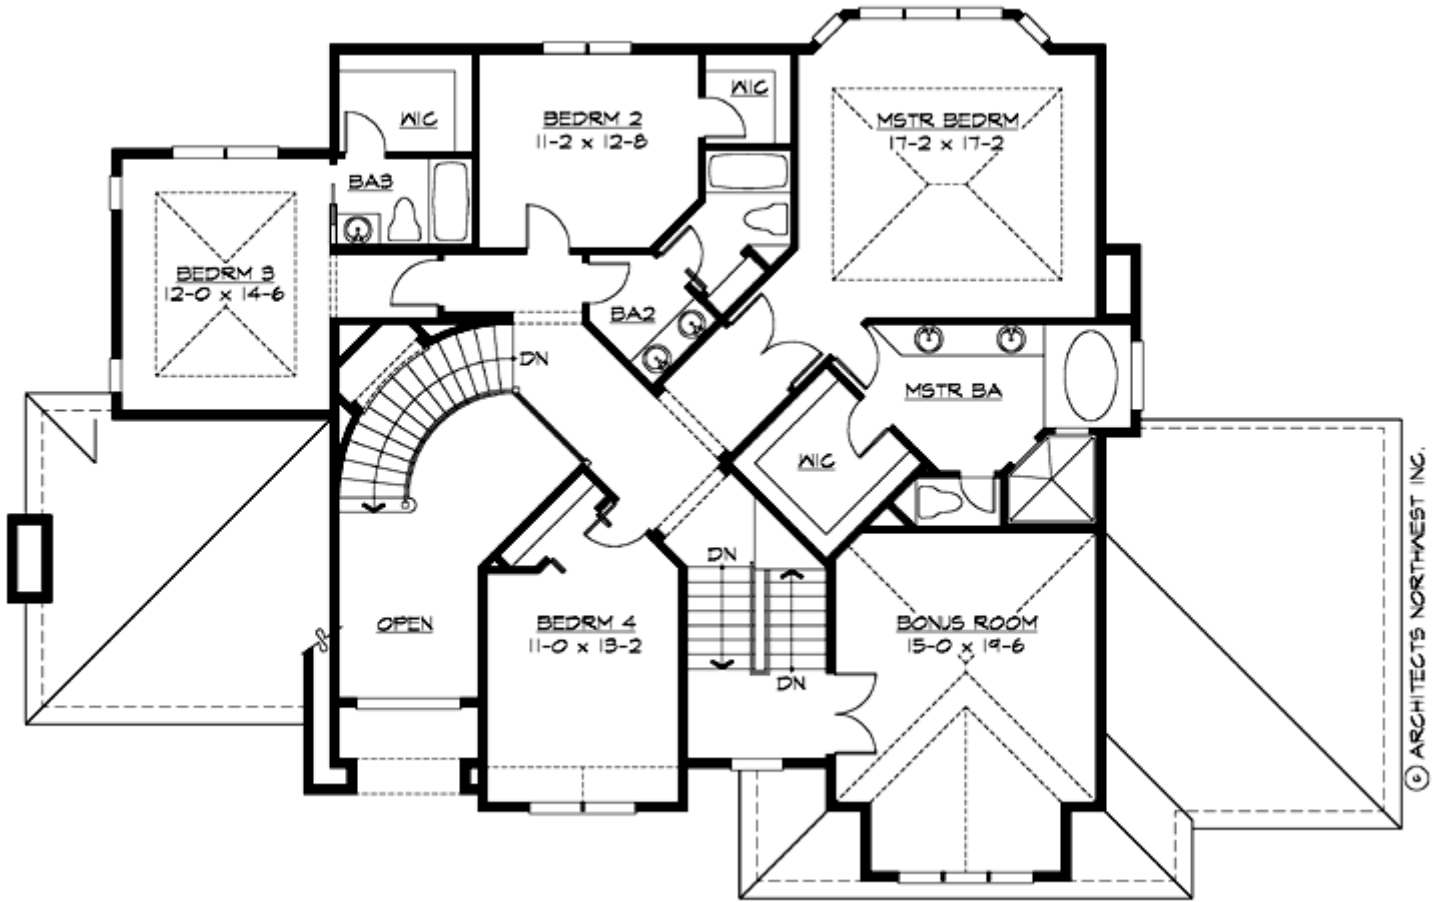 WIC
BEDRM 2
11-2 x 12-8
WIC
MSTR BEDRM
17-2 x 17-2
BA3
BEDRM 3
12-0 x 14-6
BA2
DN
MSTR BA
WIC
DN
OPEN
BEDRM 4
11-0 x 13-2
BONUS ROOM
15-0 x 19-6
DN
© ARCHITECTS NORTHWEST INC.